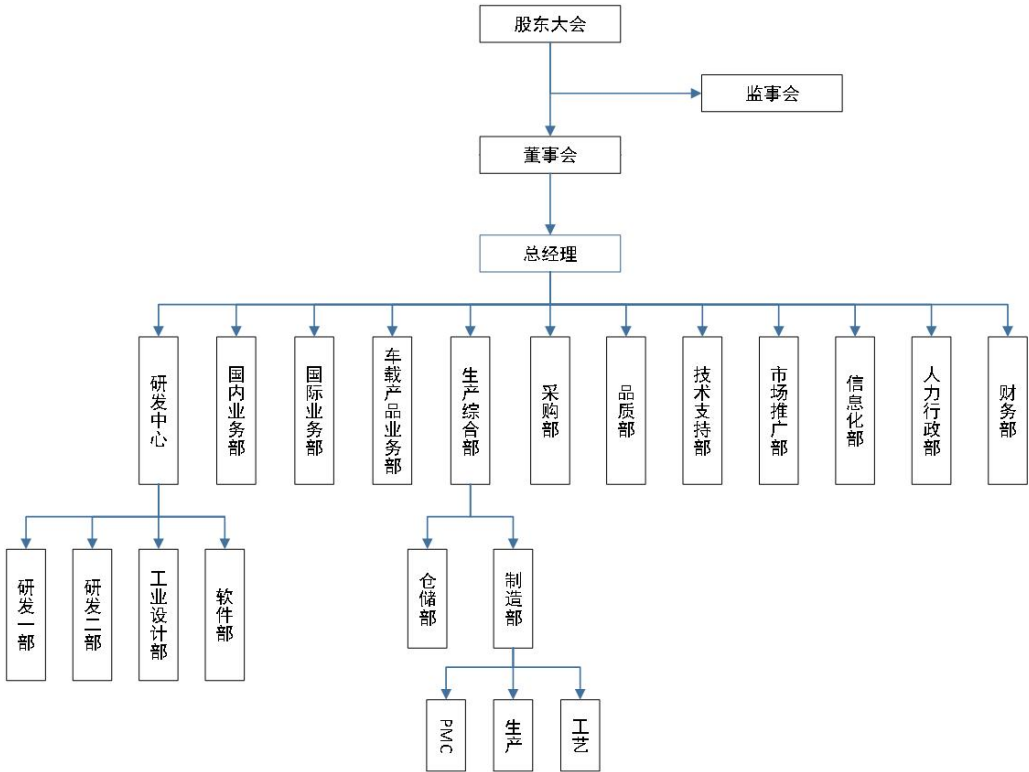 股东大会
监事会
董事会
总经理
研发中心
国内业务部
国际业务部
车载产品业务部
生产综合部
采购部
品质部
技术支持部
市场推广部
信息化部
人力行政部
财务部
研发一部
研发二部
工业设计部
软件部
仓储部
制造部
PMC
生产
工艺